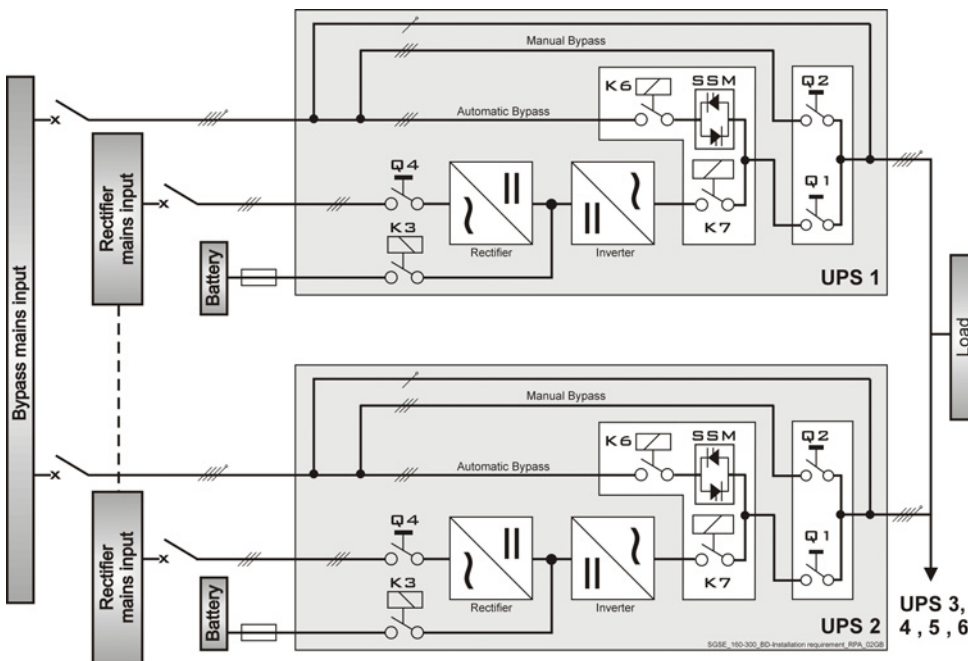 Bypass mains input
Rectifier
mains input
Battery
Manual Bypass
Automatic Bypass
K6
SSM
Q2
Q4
K3
Rectifier
Inverter
K7
Q1
UPS 1
Load
Rectifier
mains input
Battery
Manual Bypass
Automatic Bypass
K6
SSM
Q2
Q4
K3
Rectifier
Inverter
K7
Q1
UPS 2
SGSE_160-300_BD-Installation requirement_RPA_02GB
UPS 3,
4 , 5 , 6